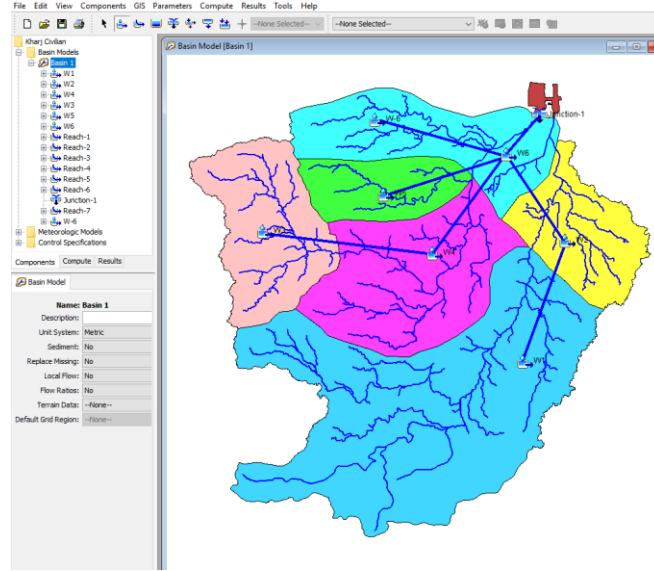 File Edit View Components GIS Parameters Compute Results Tools Help
--None Selected-- --None Selected--
Kharj Civilian
Basin Models
Basin 1
W1
W2
W4
W3
W5
W6
Reach-1
Reach-2
Reach-3
Reach-4
Reach-5
Reach-6
Junction-1
Reach-7
W-6
Meteorologic Models
Control Specifications
Components Compute Results
Basin Model
Name: Basin 1
Description:
Unit System: Metric
Sediment: No
Replace Missing: No
Local Flow: No
Flow Ratios: No
Terrain Data: --None--
Default Grid Region: --None--
Basin Model [Basin 1]
Junction-1
W-6
W6
W4